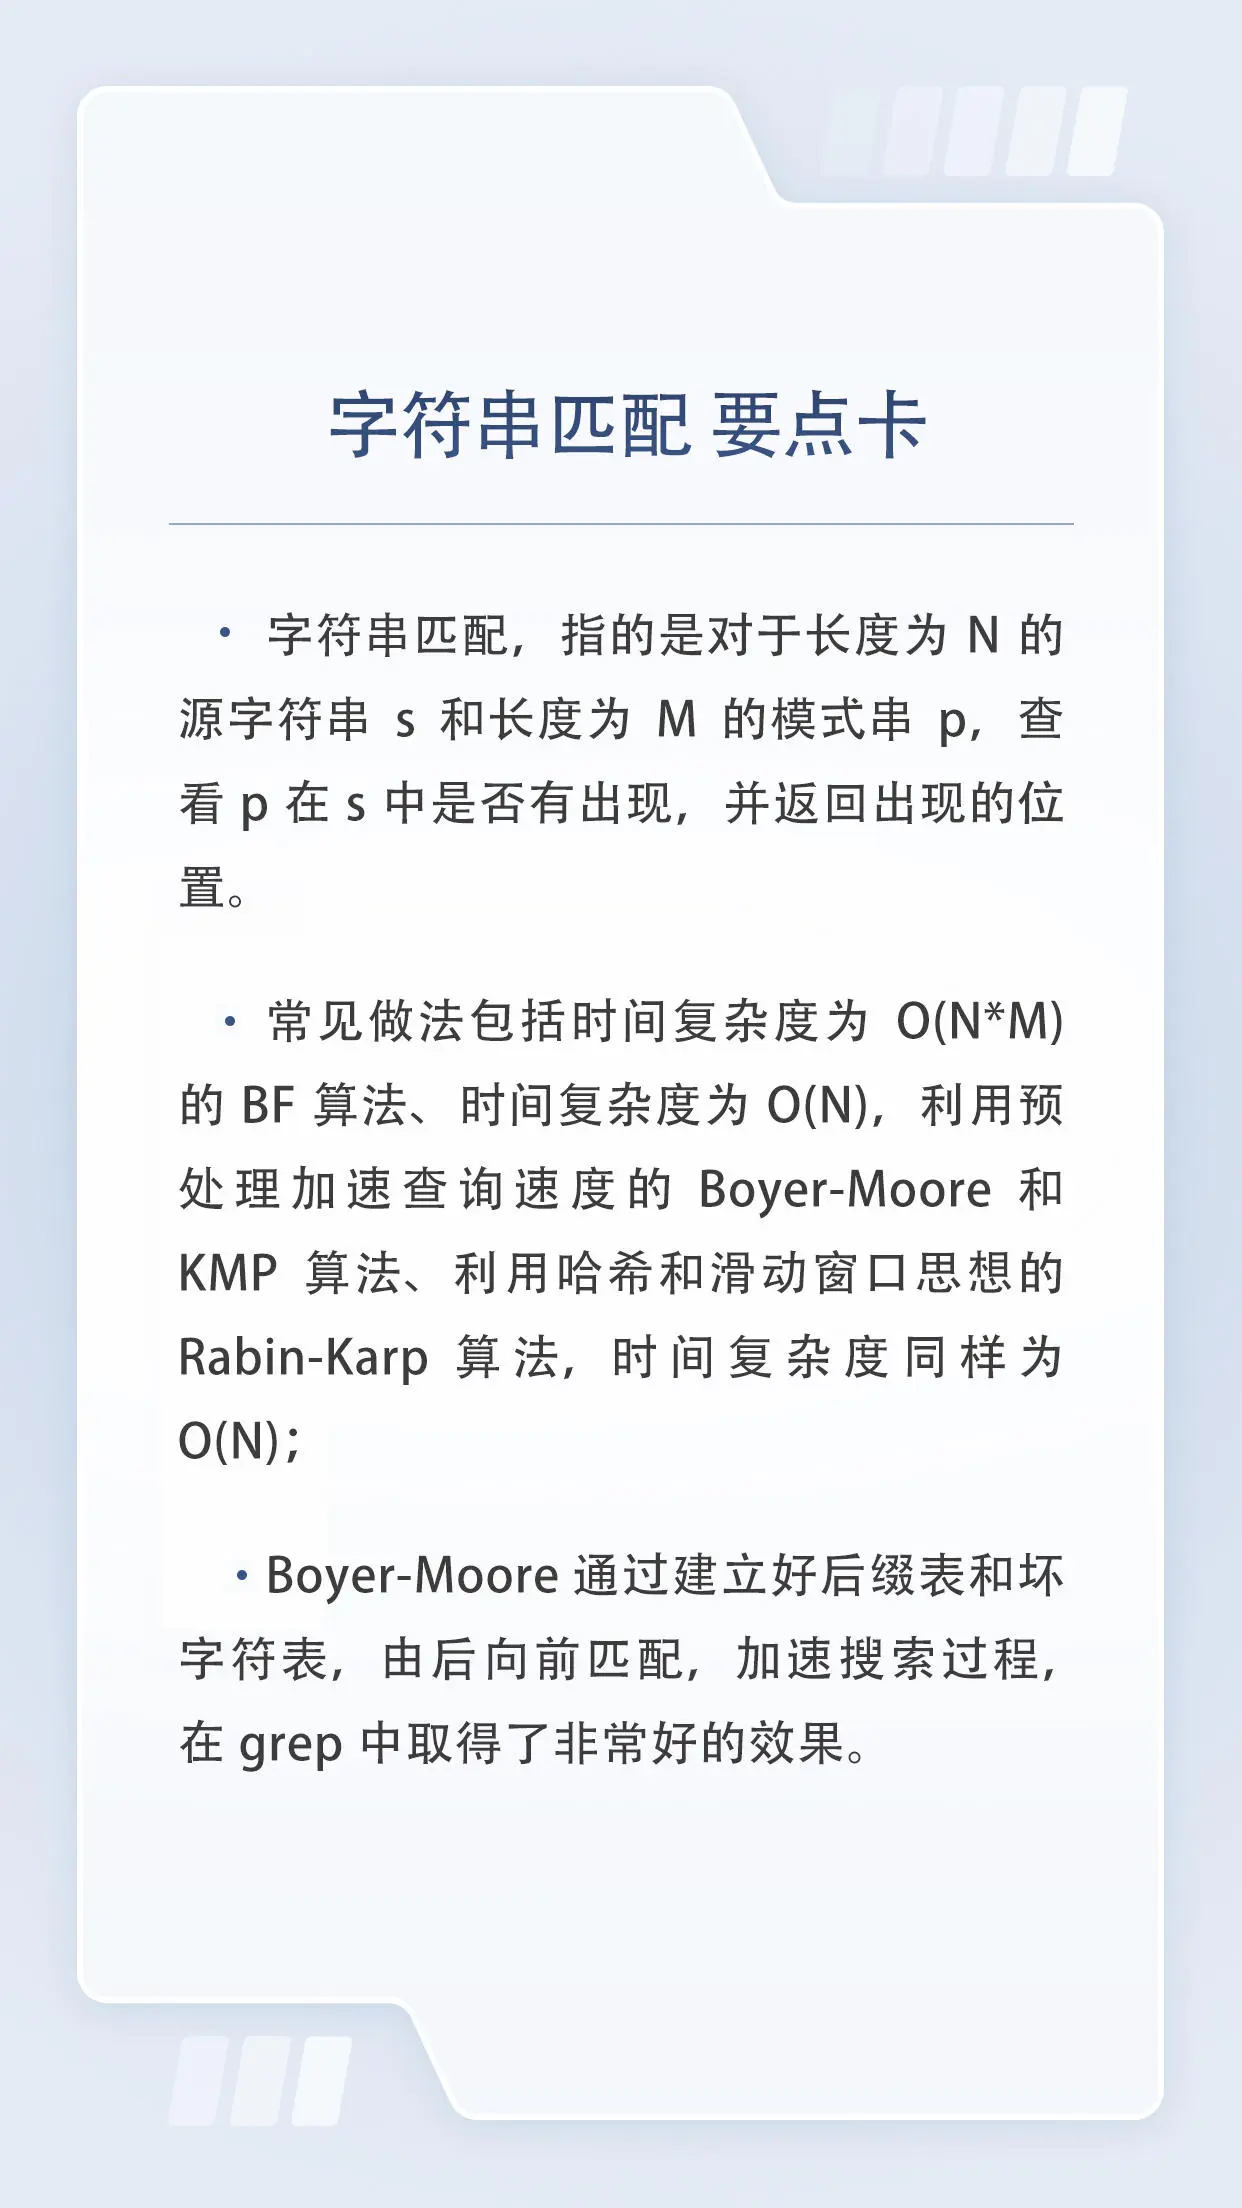 字符串匹配 要点卡
• 字符串匹配，指的是对于长度为 N 的
源字符串 s 和长度为 M 的模式串 p，查
看 p 在 s 中是否有出现，并返回出现的位
置。
• 常见做法包括时间复杂度为 O(N*M)
的 BF 算法、时间复杂度为 O(N)，利用预
处理加速查询速度的 Boyer-Moore 和
KMP 算法、利用哈希和滑动窗口思想的
Rabin-Karp 算法，时间复杂度同样为
O(N)；
• Boyer-Moore 通过建立好后缀表和坏
字符表，由后向前匹配，加速搜索过程，
在 grep 中取得了非常好的效果。